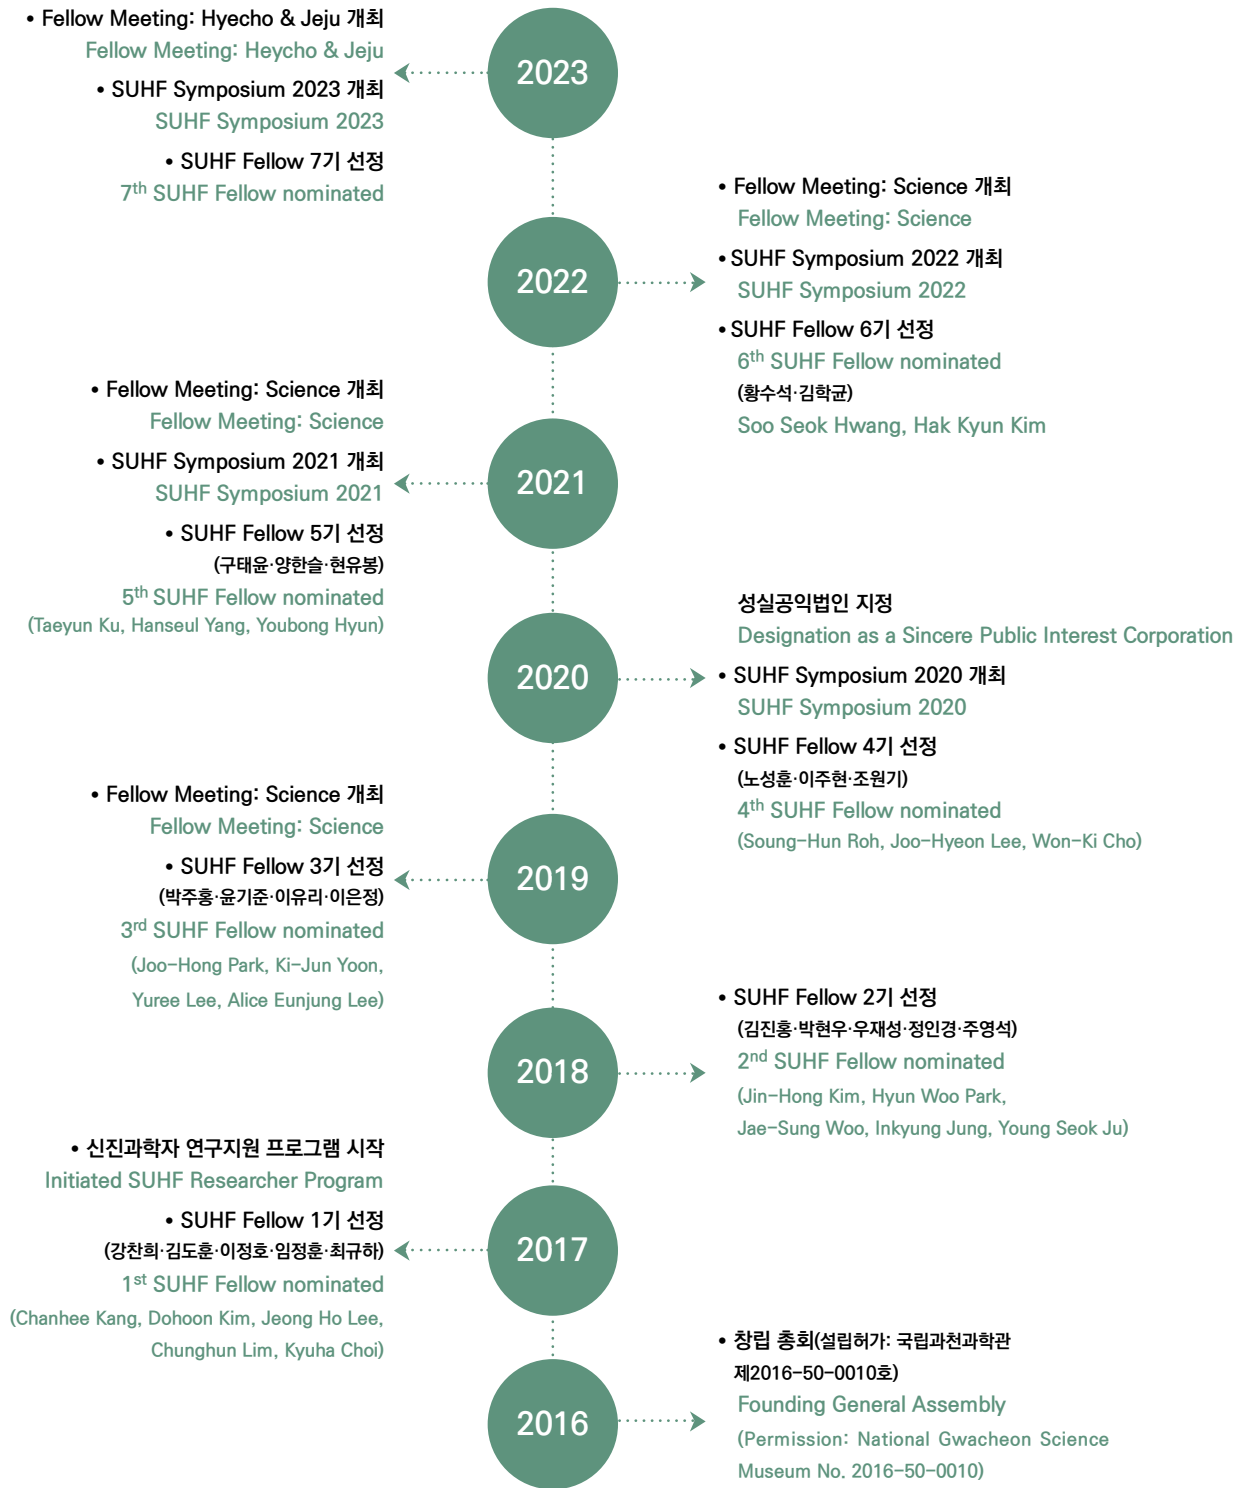 • Fellow Meeting: Hyecho & Jeju 개최
Fellow Meeting: Heycho & Jeju
• SUHF Symposium 2023 개최
SUHF Symposium 2023
• SUHF Fellow 7기 선정
7th SUHF Fellow nominated
2023
2022
• Fellow Meeting: Science 개최
Fellow Meeting: Science
• SUHF Symposium 2022 개최
SUHF Symposium 2022
• SUHF Fellow 6기 선정
6th SUHF Fellow nominated
(황수석·김학균)
Soo Seok Hwang, Hak Kyun Kim
• Fellow Meeting: Science 개최
Fellow Meeting: Science
• SUHF Symposium 2021 개최
SUHF Symposium 2021
• SUHF Fellow 5기 선정
(구태윤·양한슬·현유봉)
5th SUHF Fellow nominated
(Taeyun Ku, Hanseul Yang, Youbong Hyun)
2021
2020
성실공익법인 지정
Designation as a Sincere Public Interest Corporation
• SUHF Symposium 2020 개최
SUHF Symposium 2020
• SUHF Fellow 4기 선정
(노성훈·이주현·조원기)
4th SUHF Fellow nominated
(Soung-Hun Roh, Joo-Hyeon Lee, Won-Ki Cho)
• Fellow Meeting: Science 개최
Fellow Meeting: Science
• SUHF Fellow 3기 선정
(박주홍·윤기준·이유리·이은정)
3rd SUHF Fellow nominated
(Joo-Hong Park, Ki-Jun Yoon,
Yuree Lee, Alice Eunjung Lee)
2019
2018
• SUHF Fellow 2기 선정
(김진홍·박현우·우재성·정인경·주영석)
2nd SUHF Fellow nominated
(Jin-Hong Kim, Hyun Woo Park,
Jae-Sung Woo, Inkyung Jung, Young Seok Ju)
• 신진과학자 연구지원 프로그램 시작
Initiated SUHF Researcher Program
• SUHF Fellow 1기 선정
(강찬희·김도훈·이정호·임정훈·최규하)
1st SUHF Fellow nominated
(Chanhee Kang, Dohoon Kim, Jeong Ho Lee,
Chunghun Lim, Kyuha Choi)
2017
2016
• 창립 총회(설립허가: 국립과천과학관
제2016-50-0010호)
Founding General Assembly
(Permission: National Gwacheon Science
Museum No. 2016-50-0010)